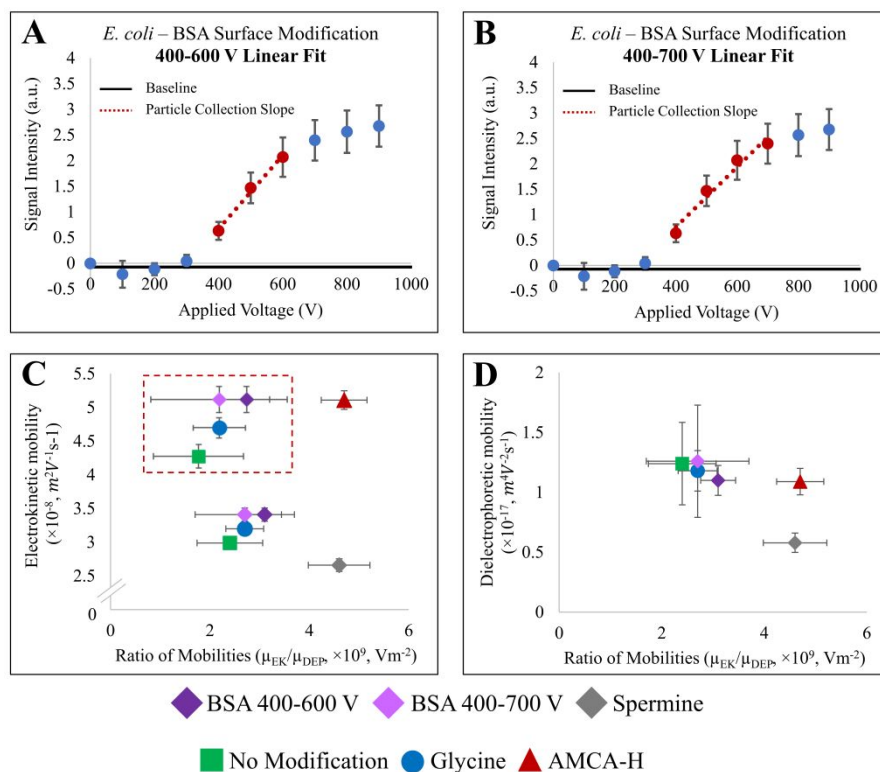 A
E. coli – BSA Surface Modification
400-600 V Linear Fit
4
3.5
3
2.5
2
1.5
1
0.5
0
-0.5
Signal Intensity (a.u.)
Baseline
Particle Collection Slope
0 200 400 600 800 1000
Applied Voltage (V)
B
E. coli – BSA Surface Modification
400-700 V Linear Fit
4
3.5
3
2.5
2
1.5
1
0.5
0
-0.5
Signal Intensity (a.u.)
Baseline
Particle Collection Slope
0 200 400 600 800 1000
Applied Voltage (V)
C
5.5
5
4.5
4
3.5
3
2.5
0
Electrokinetic mobility
(×10⁻⁸, m²V⁻¹s-1)
0 2 4 6
Ratio of Mobilities (μEK/μDEP, ×10⁹, Vm⁻²)
D
2
1.5
1
0.5
0
Dielectrophoretic mobility
(×10⁻¹⁷, m⁴V⁻²s⁻¹)
0 2 4 6
Ratio of Mobilities (μEK/μDEP, ×10⁹, Vm⁻²)
BSA 400-600 V BSA 400-700 V Spermine
No Modification Glycine AMCA-H